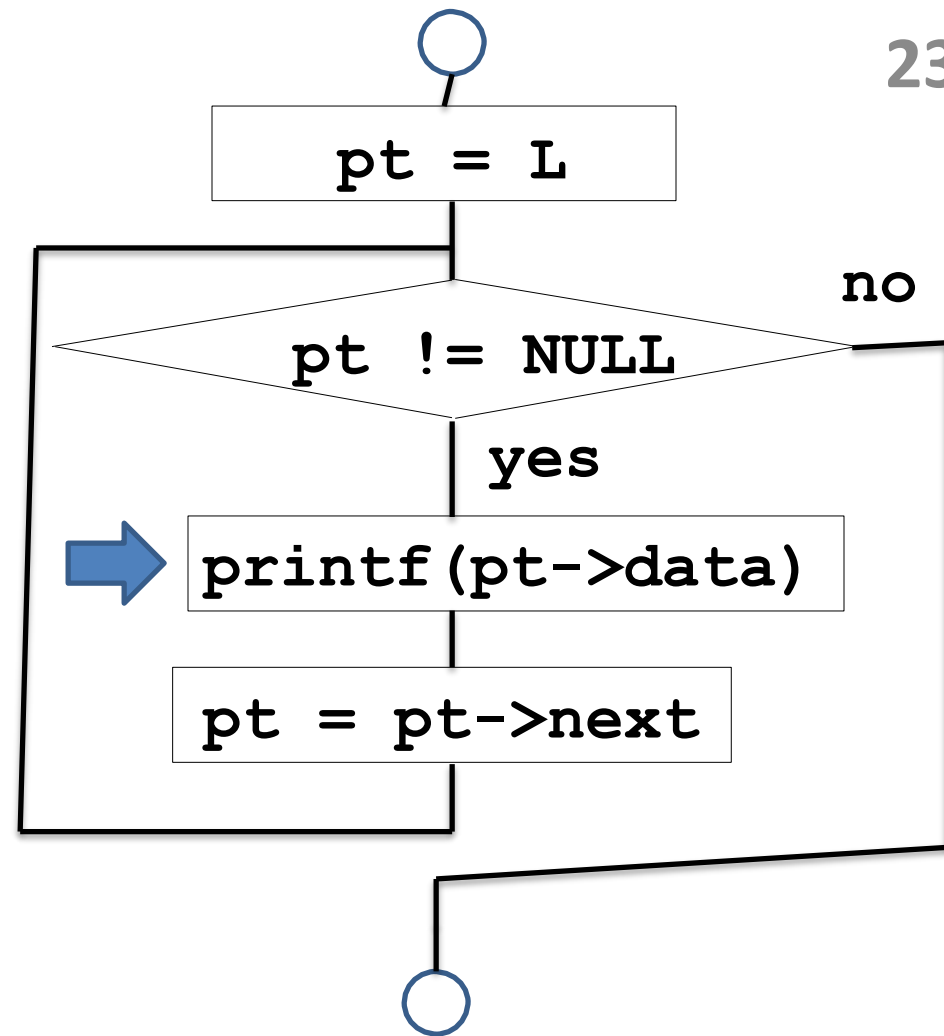 23
pt = L
no
pt != NULL
yes
printf(pt->data)
pt = pt->next